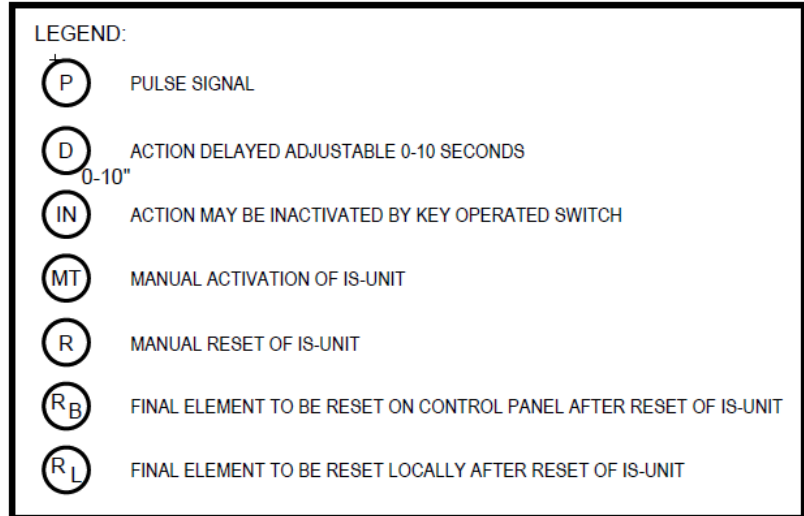 LEGEND:
P PULSE SIGNAL
D ACTION DELAYED ADJUSTABLE 0-10 SECONDS
0-10"
IN ACTION MAY BE INACTIVATED BY KEY OPERATED SWITCH
MT MANUAL ACTIVATION OF IS-UNIT
R MANUAL RESET OF IS-UNIT
RB FINAL ELEMENT TO BE RESET ON CONTROL PANEL AFTER RESET OF IS-UNIT
RL FINAL ELEMENT TO BE RESET LOCALLY AFTER RESET OF IS-UNIT